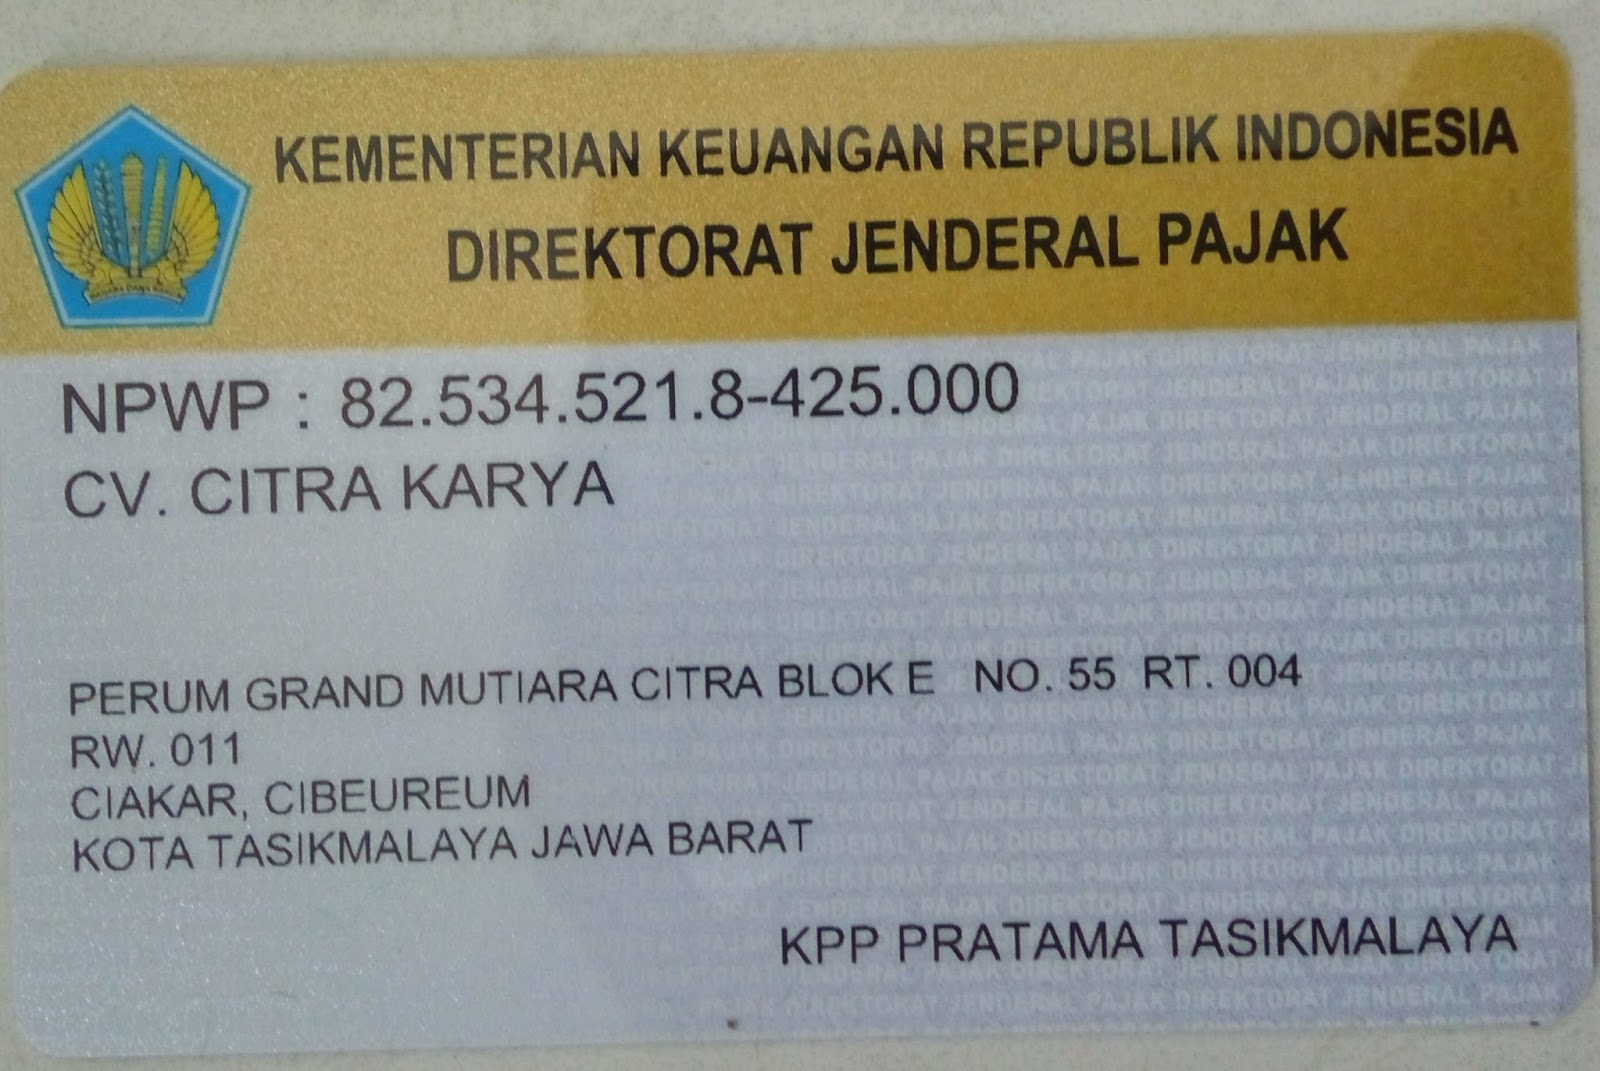 KEMENTERIAN KEUANGAN REPUBLIK INDONESIA
DIREKTORAT JENDERAL PAJAK
NPWP : 82.534.521.8-425.000
CV. CITRA KARYA
PERUM GRAND MUTIARA CITRA BLOK E NO. 55 RT. 004
RW. 011
CIAKAR, CIBEUREUM
KOTA TASIKMALAYA JAWA BARAT
KPP PRATAMA TASIKMALAYA